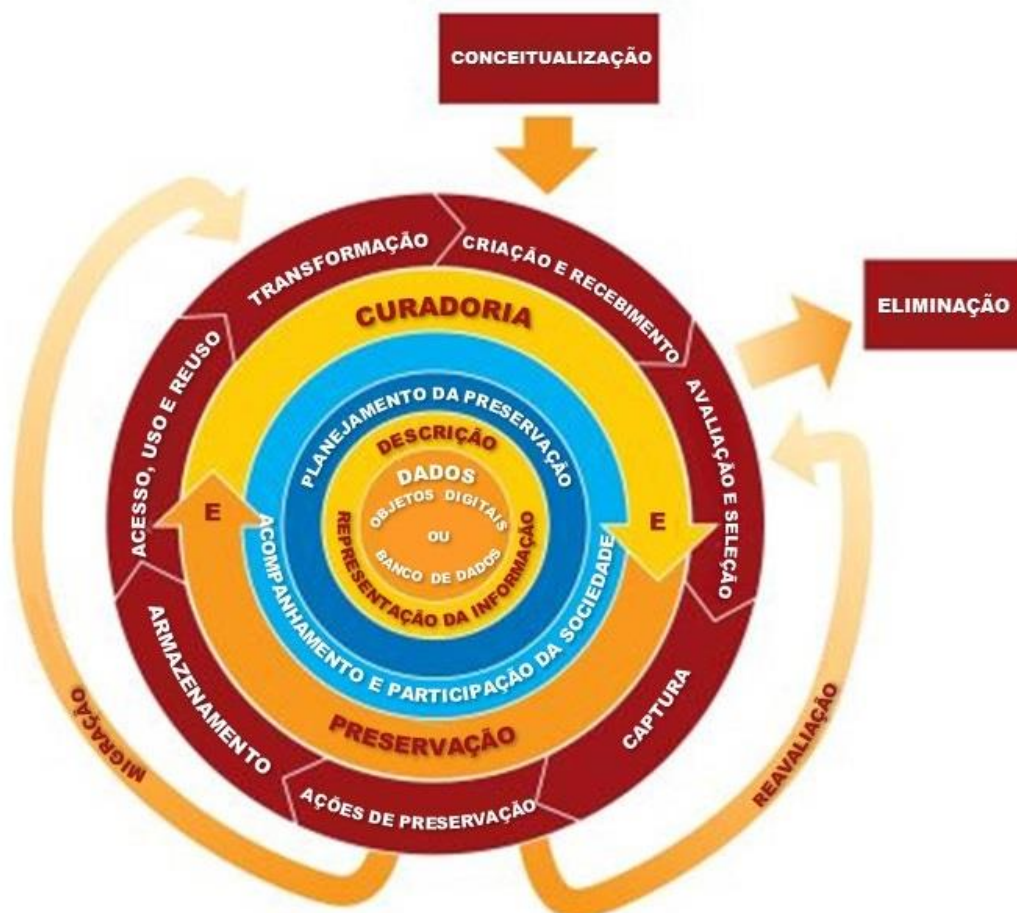 CONCEITUALIZAÇÃO
TRANSFORMAÇÃO
CRIAÇÃO E RECEBIMENTO
ELIMINAÇÃO
CURADORIA
ACESSO, USO E REUSO
AVALIAÇÃO E SELEÇÃO
PLANEJAMENTO DA PRESERVAÇÃO
DESCRIÇÃO
DADOS
OBJETOS DIGITAIS
OU
BANCO DE DADOS
E
E
REPRESENTAÇÃO DA INFORMAÇÃO
ACOMPANHAMENTO E PARTICIPAÇÃO DA SOCIEDADE
PRESERVAÇÃO
ARMAZENAMENTO
CAPTURA
AÇÕES DE PRESERVAÇÃO
MIGRAÇÃO
REAVALIAÇÃO